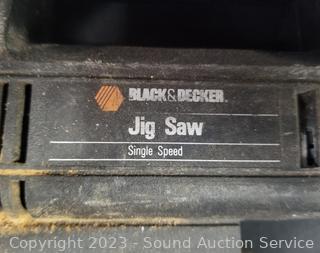 BLACK&DECKER.
Jig Saw
Single Speed
Copyright © 2023 - Sound Auction Service